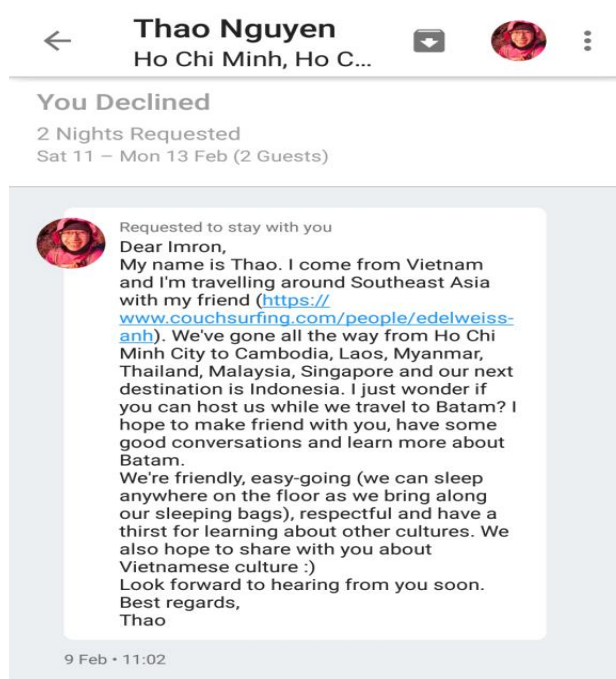 Thao Nguyen
Ho Chi Minh, Ho C...
You Declined
2 Nights Requested
Sat 11 – Mon 13 Feb (2 Guests)
Requested to stay with you
Dear Imron,
My name is Thao. I come from Vietnam
and I'm travelling around Southeast Asia
with my friend (https://
www.couchsurfing.com/people/edelweiss-
anh). We've gone all the way from Ho Chi
Minh City to Cambodia, Laos, Myanmar,
Thailand, Malaysia, Singapore and our next
destination is Indonesia. I just wonder if
you can host us while we travel to Batam? I
hope to make friend with you, have some
good conversations and learn more about
Batam.
We're friendly, easy-going (we can sleep
anywhere on the floor as we bring along
our sleeping bags), respectful and have a
thirst for learning about other cultures. We
also hope to share with you about
Vietnamese culture :)
Look forward to hearing from you soon.
Best regards,
Thao
9 Feb • 11:02